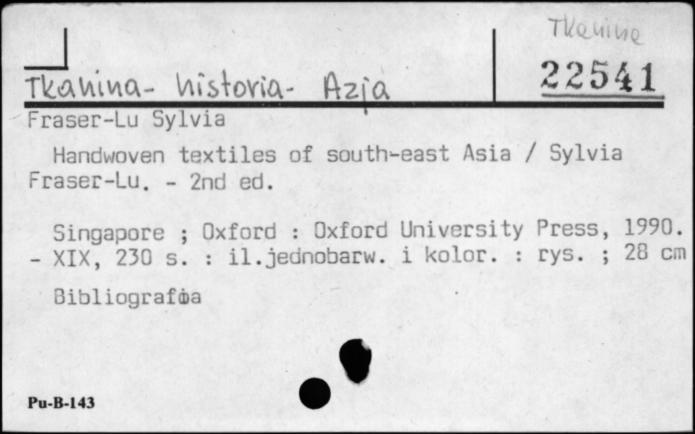 Tkanina
22541
Tkanina - historia - Azja
Fraser-Lu Sylvia
Handwoven textiles of south-east Asia / Sylvia
Fraser-Lu. - 2nd ed.
Singapore ; Oxford : Oxford University Press, 1990.
- XIX, 230 s. : il.jednobarw. i kolor. : rys. ; 28 cm
Bibliografia
Pu-B-143